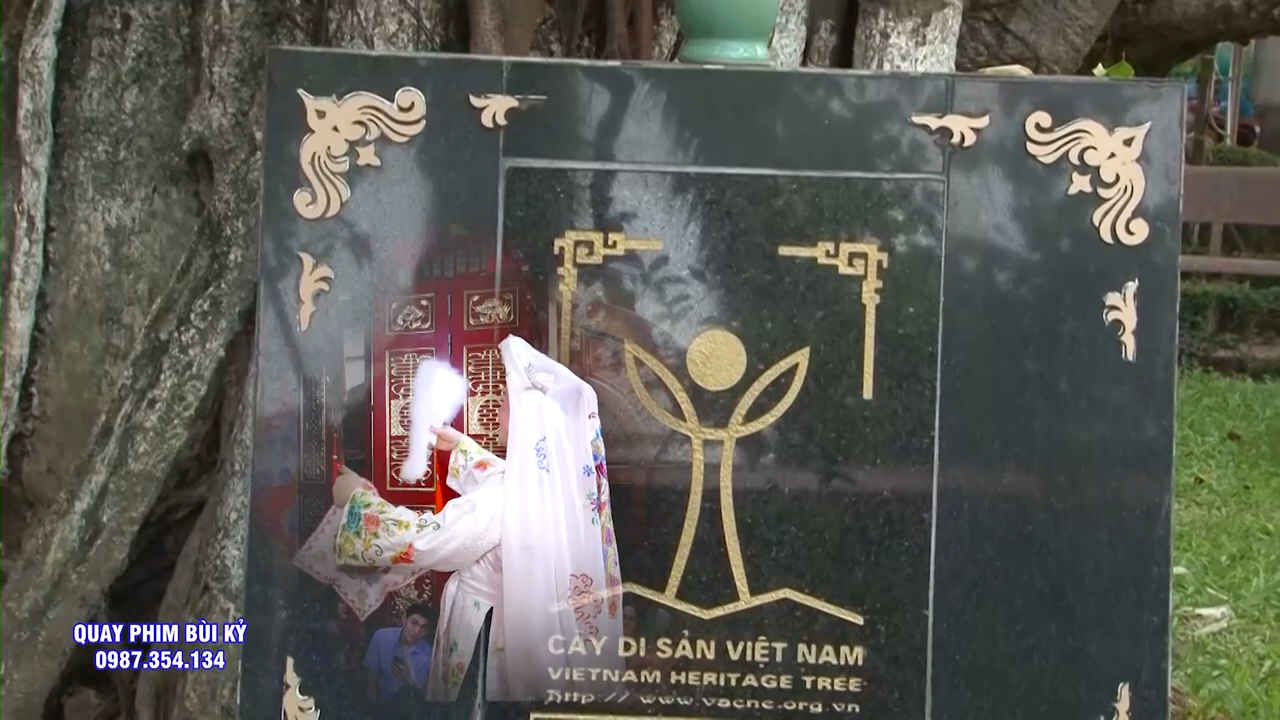 CÂY DI SẢN VIỆT NAM
VIETNAM HERITAGE TREE
http://www.vacne.org.vn
QUAY PHIM BÙI KỶ
0987.354.134